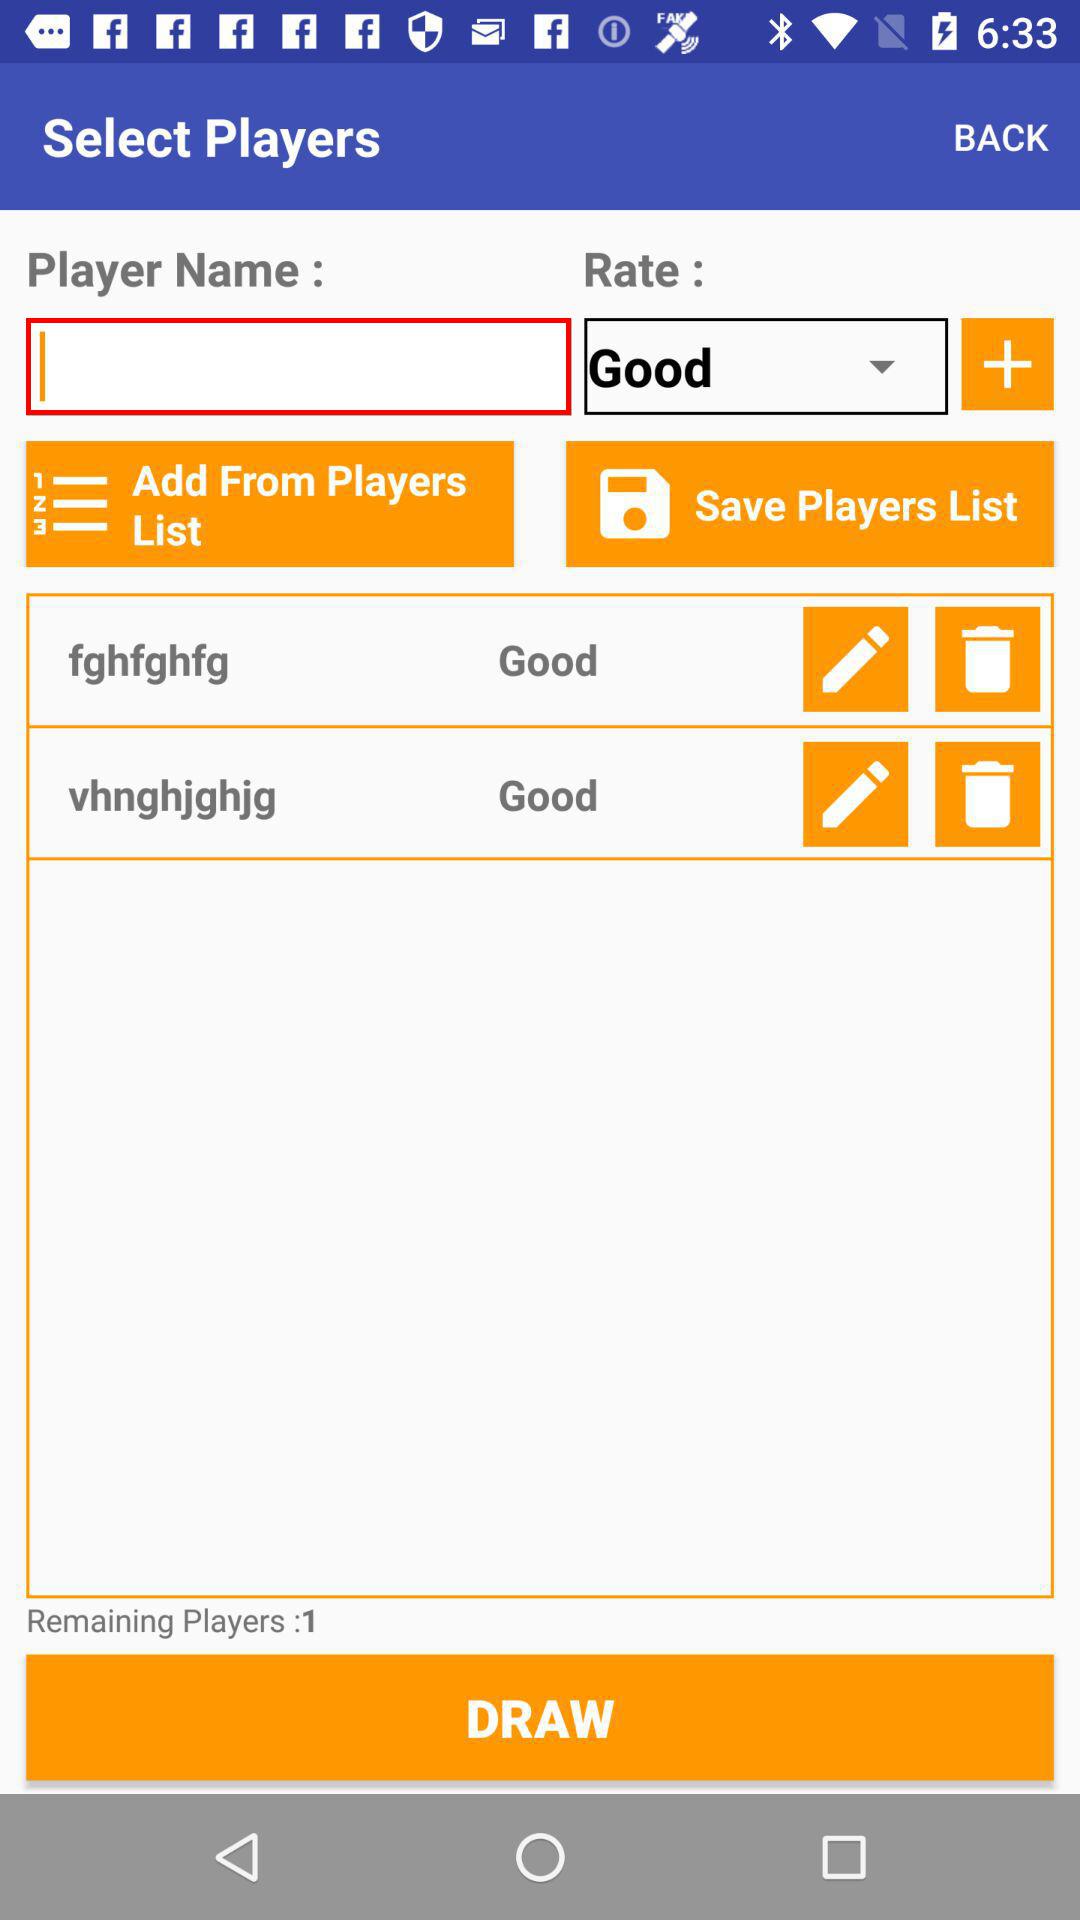 FAKE
6:33
Select Players
BACK
Player Name :
Rate :
Good
Add From Players
List
Save Players List
fghfghfg
Good
vhnghjghjg
Good
Remaining Players :1
DRAW